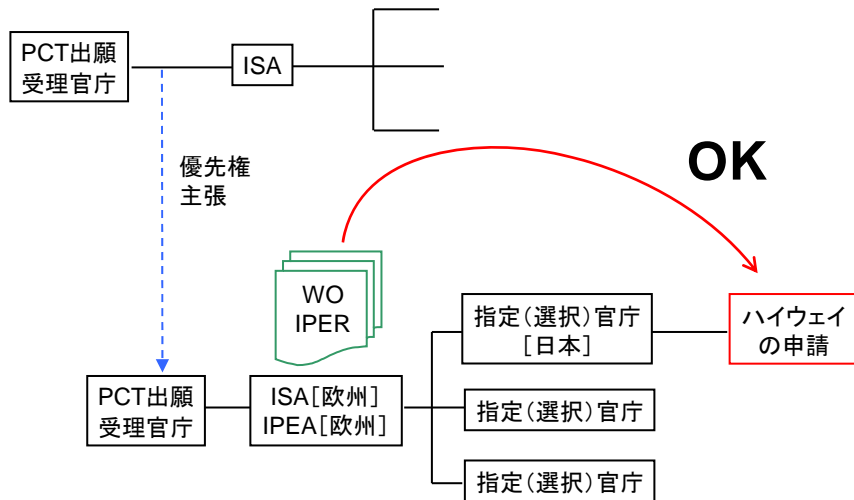 PCT出願
受理官庁
ISA
OK
優先権
主張
WO
IPER
指定(選択)官庁
[日本]
ハイウェイ
の申請
PCT出願
受理官庁
ISA[欧州]
IPEA[欧州]
指定(選択)官庁
指定(選択)官庁